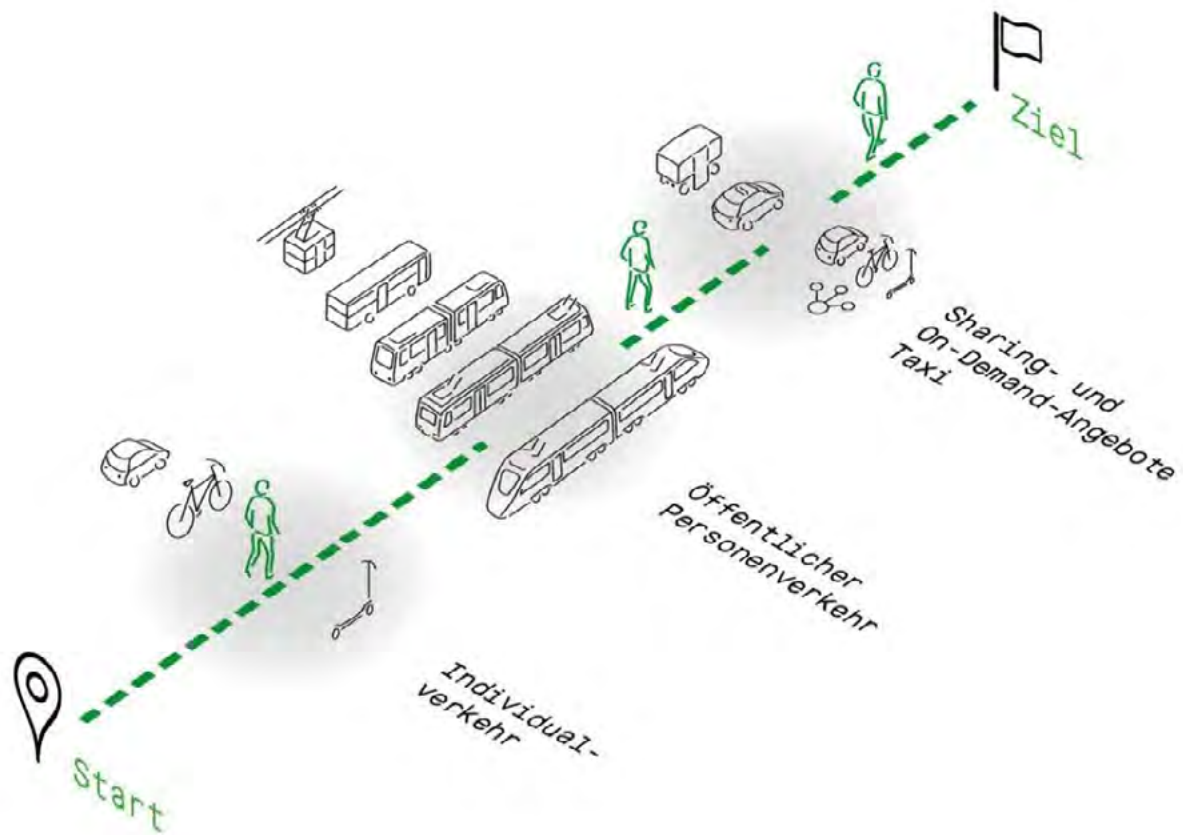 Ziel
Sharing- und
On-Demand-Angebote
Taxi
Öffentlicher
Personenverkehr
Individual-
verkehr
Start